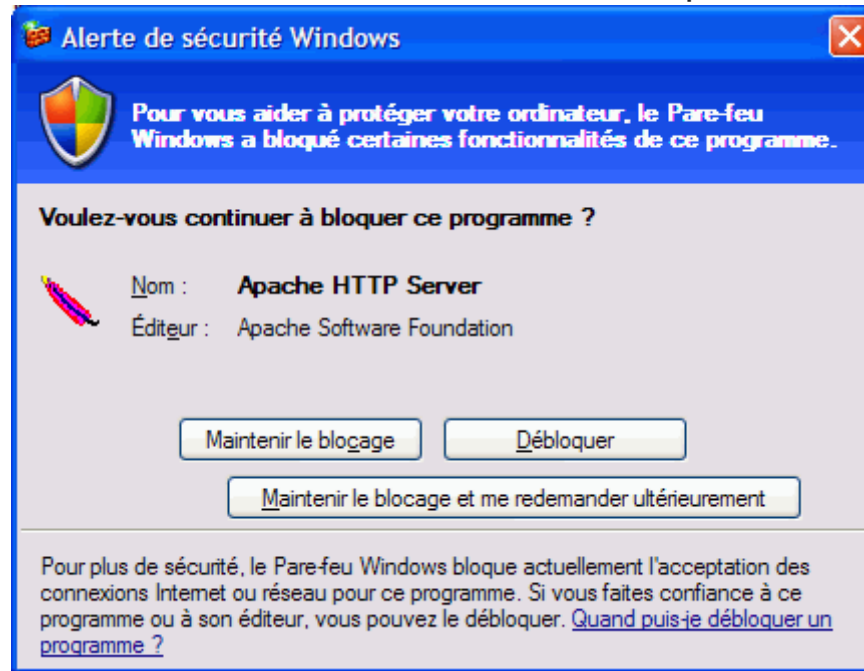 Alerte de sécurité Windows
Pour vous aider à protéger votre ordinateur, le Pare-feu
Windows a bloqué certaines fonctionnalités de ce programme.
Voulez-vous continuer à bloquer ce programme ?
Nom : Apache HTTP Server
Éditeur : Apache Software Foundation
Maintenir le blocage Débloquer
Maintenir le blocage et me redemander ultérieurement
Pour plus de sécurité, le Pare-feu Windows bloque actuellement l'acceptation des
connexions Internet ou réseau pour ce programme. Si vous faites confiance à ce
programme ou à son éditeur, vous pouvez le débloquer. Quand puis-je débloquer un
programme ?